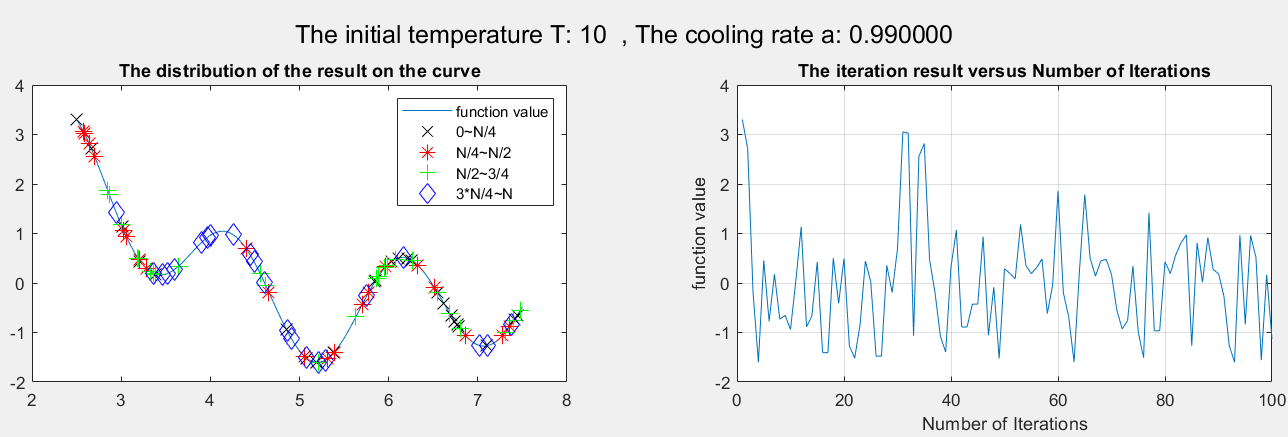 The initial temperature T: 10 , The cooling rate a: 0.990000
The distribution of the result on the curve
4
3
2
1
0
-1
-2
2
3
4
5
6
7
8
function value
0~N/4
N/4~N/2
N/2~3/4
3*N/4~N
The iteration result versus Number of Iterations
function value
4
3
2
1
0
-1
-2
0
20
40
60
80
100
Number of Iterations